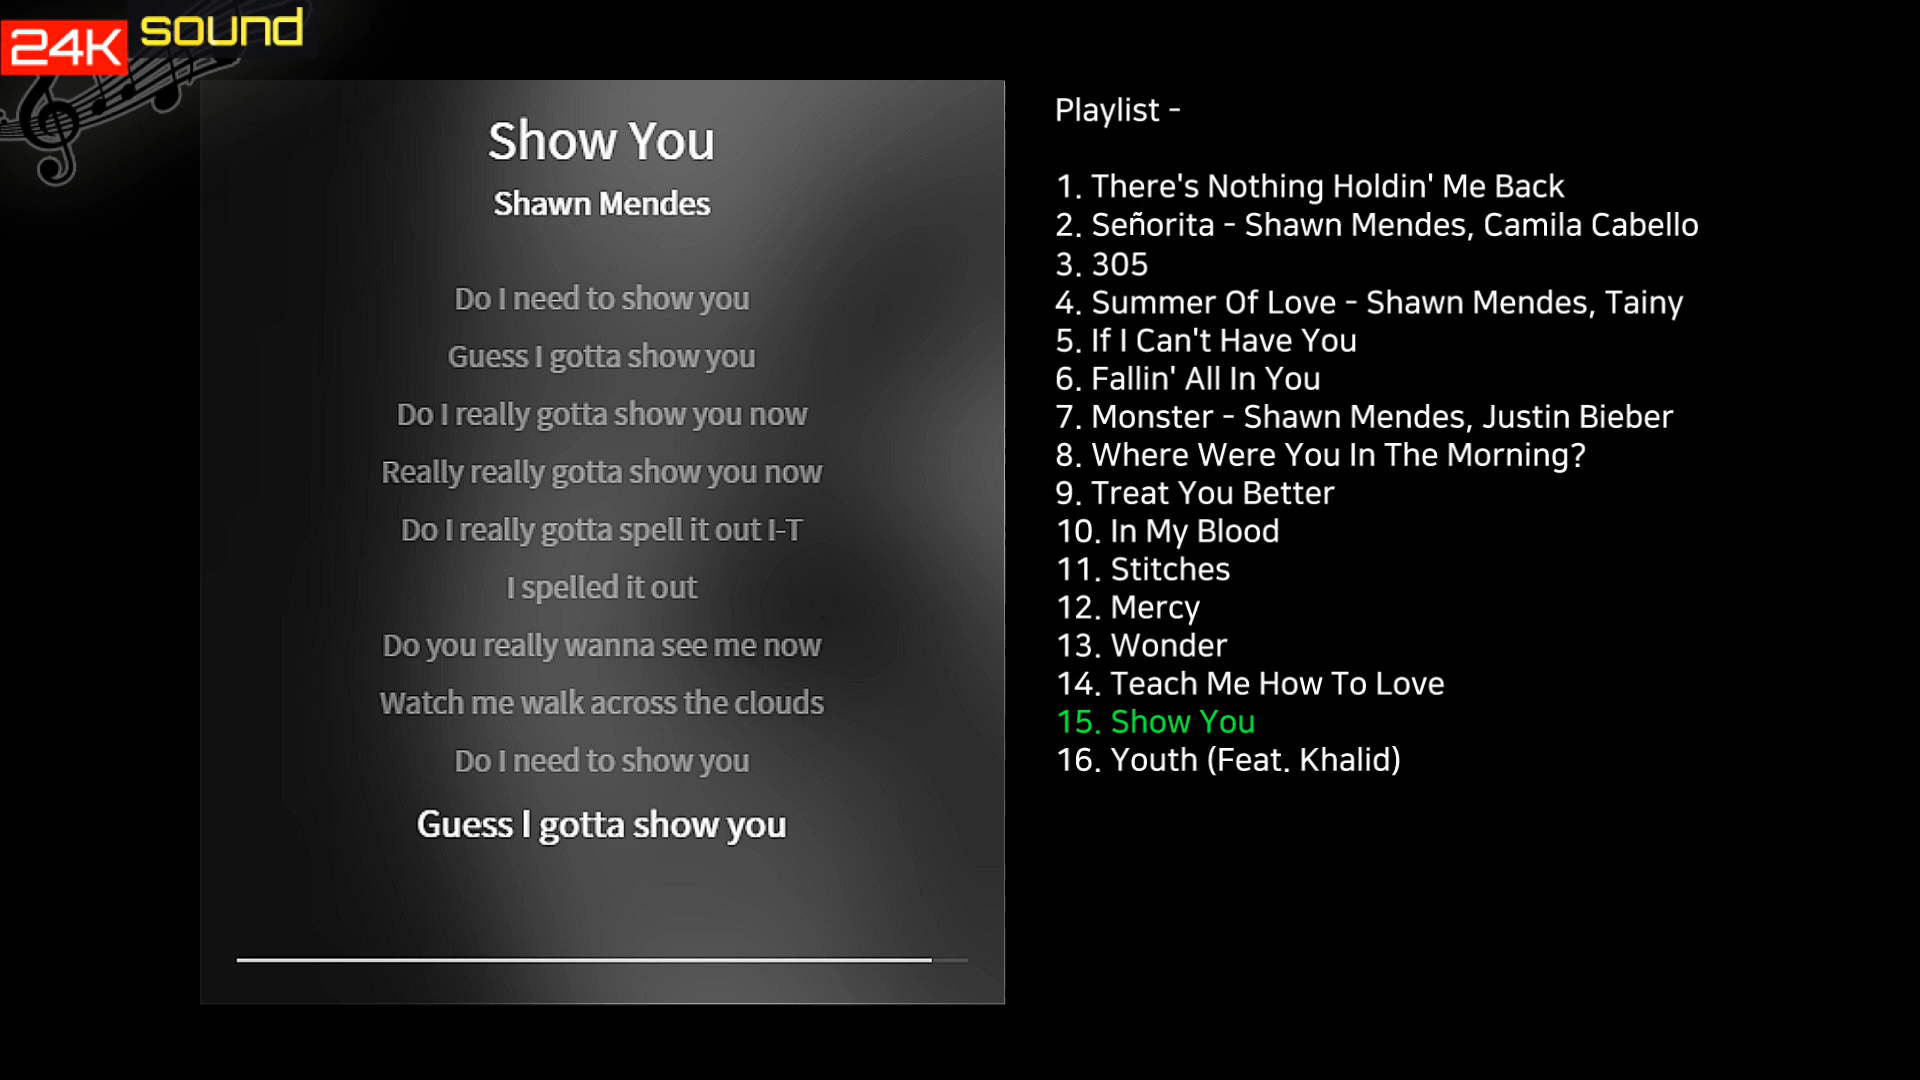 24K sound
Show You
Shawn Mendes
Do I need to show you
Guess I gotta show you
Do I really gotta show you now
Really really gotta show you now
Do I really gotta spell it out I-T
I spelled it out
Do you really wanna see me now
Watch me walk across the clouds
Do I need to show you
Guess I gotta show you
Playlist -
1. There's Nothing Holdin' Me Back
2. Señorita - Shawn Mendes, Camila Cabello
3. 305
4. Summer Of Love - Shawn Mendes, Tainy
5. If I Can't Have You
6. Fallin' All In You
7. Monster - Shawn Mendes, Justin Bieber
8. Where Were You In The Morning?
9. Treat You Better
10. In My Blood
11. Stitches
12. Mercy
13. Wonder
14. Teach Me How To Love
15. Show You
16. Youth (Feat. Khalid)